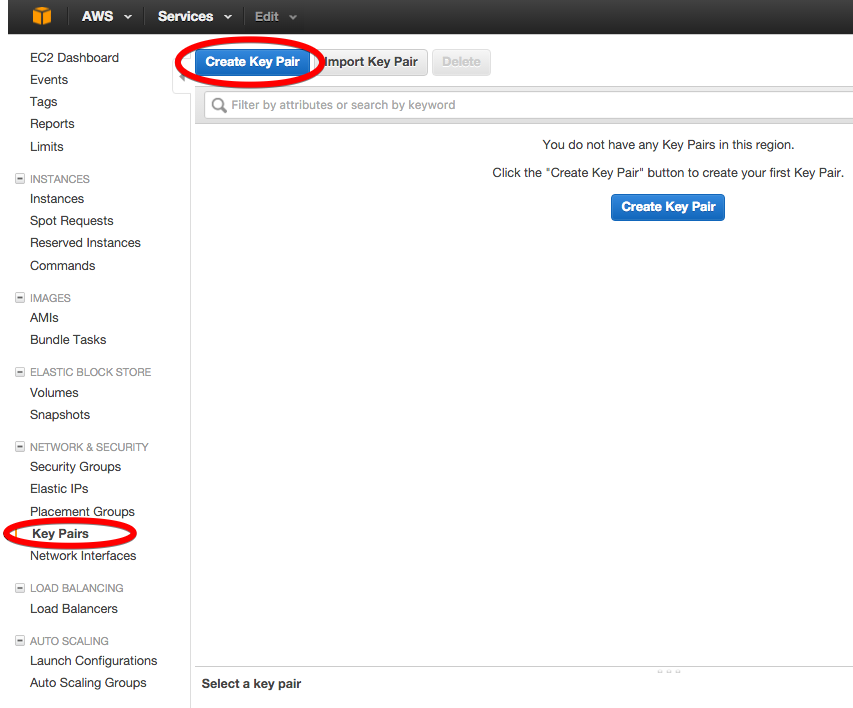 AWS Services Edit
EC2 Dashboard
Events
Tags
Reports
Limits
INSTANCES
Instances
Spot Requests
Reserved Instances
Commands
IMAGES
AMIs
Bundle Tasks
ELASTIC BLOCK STORE
Volumes
Snapshots
NETWORK & SECURITY
Security Groups
Elastic IPs
Placement Groups
Key Pairs
Network Interfaces
LOAD BALANCING
Load Balancers
AUTO SCALING
Launch Configurations
Auto Scaling Groups
Create Key Pair Import Key Pair Delete
Filter by attributes or search by keyword
You do not have any Key Pairs in this region.
Click the "Create Key Pair" button to create your first Key Pair.
Create Key Pair
Select a key pair